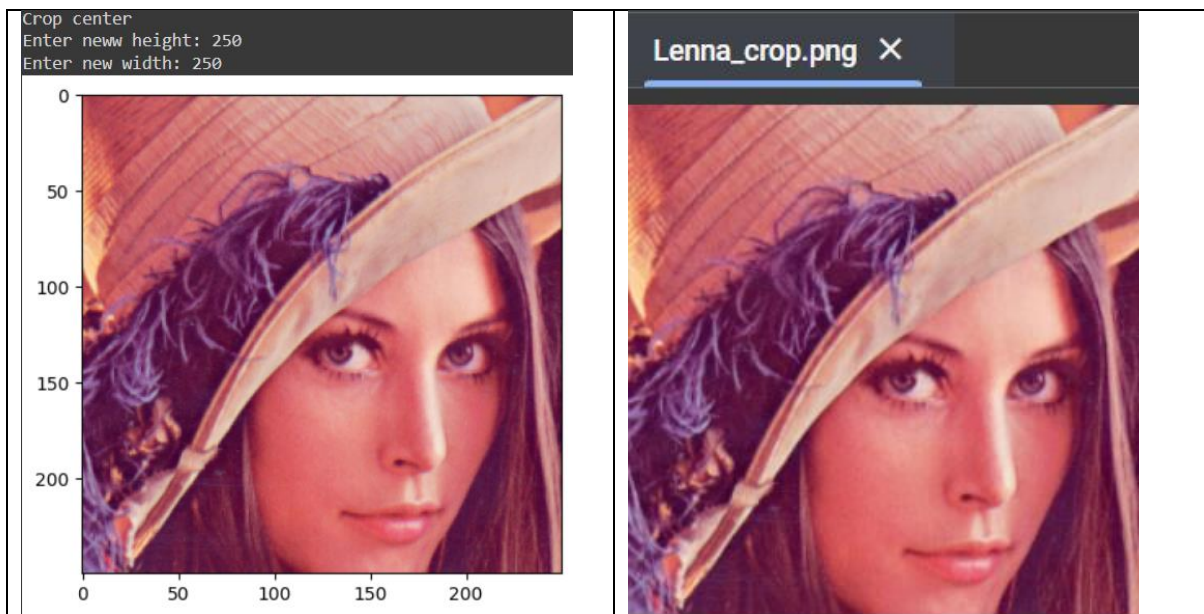 Crop center
Enter neww height: 250
Enter new width: 250
0
50
100
150
200
0 50 100 150 200
Lenna_crop.png ×